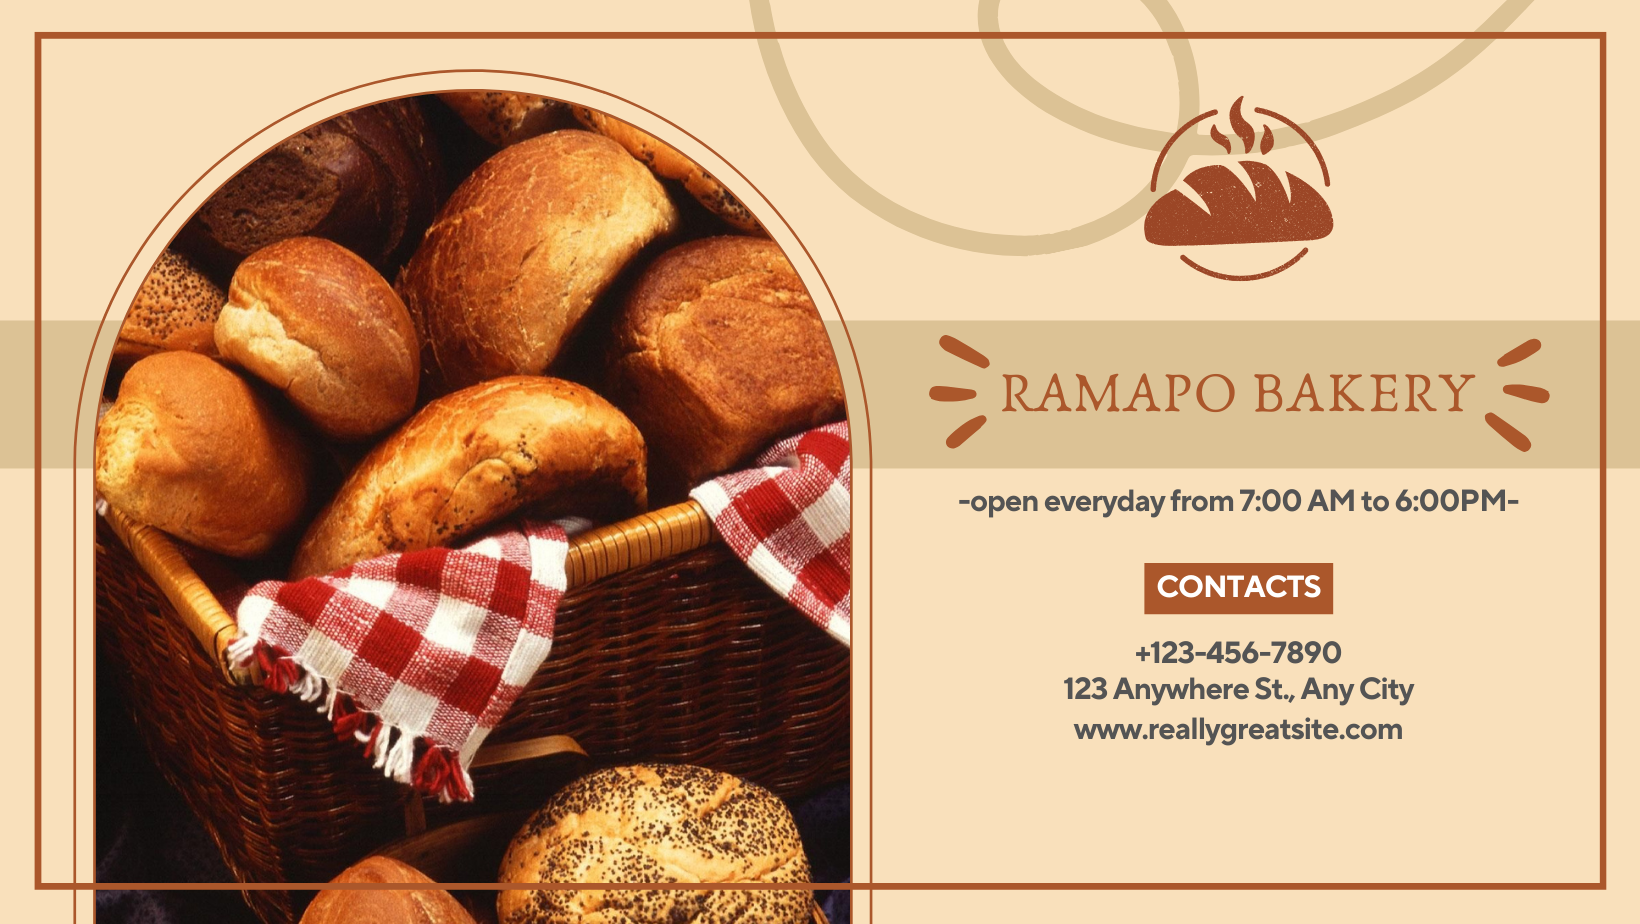 RAMAPO BAKERY
-open everyday from 7:00 AM to 6:00PM-
CONTACTS
+123-456-7890
123 Anywhere St., Any City
www.reallygreatsite.com